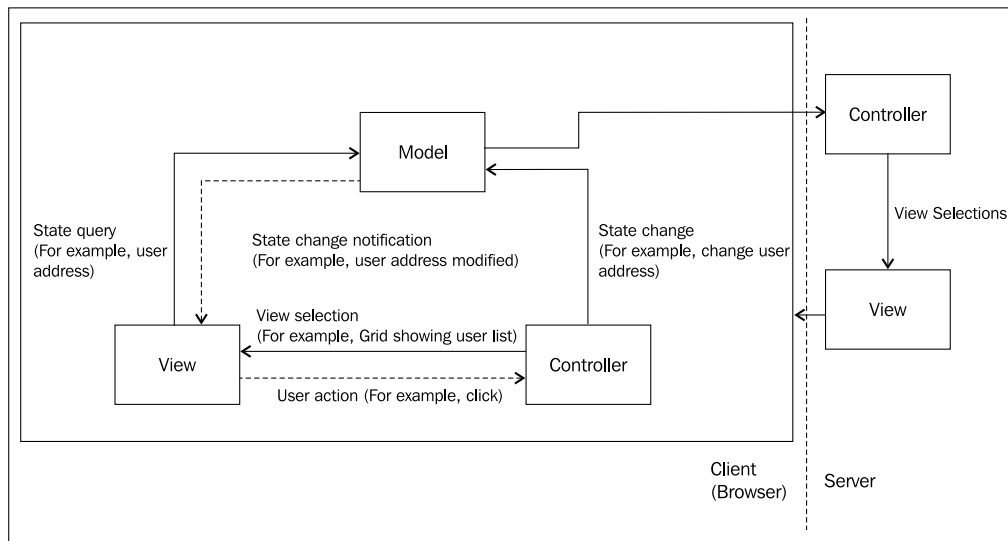 Controller
Model
View Selections
State query
(For example, user
address)
State change notification
(For example, user address modified)
State change
(For example, change user
address)
View
View selection
(For example, Grid showing user list)
View
Controller
User action (For example, click)
Client
(Browser)
Server